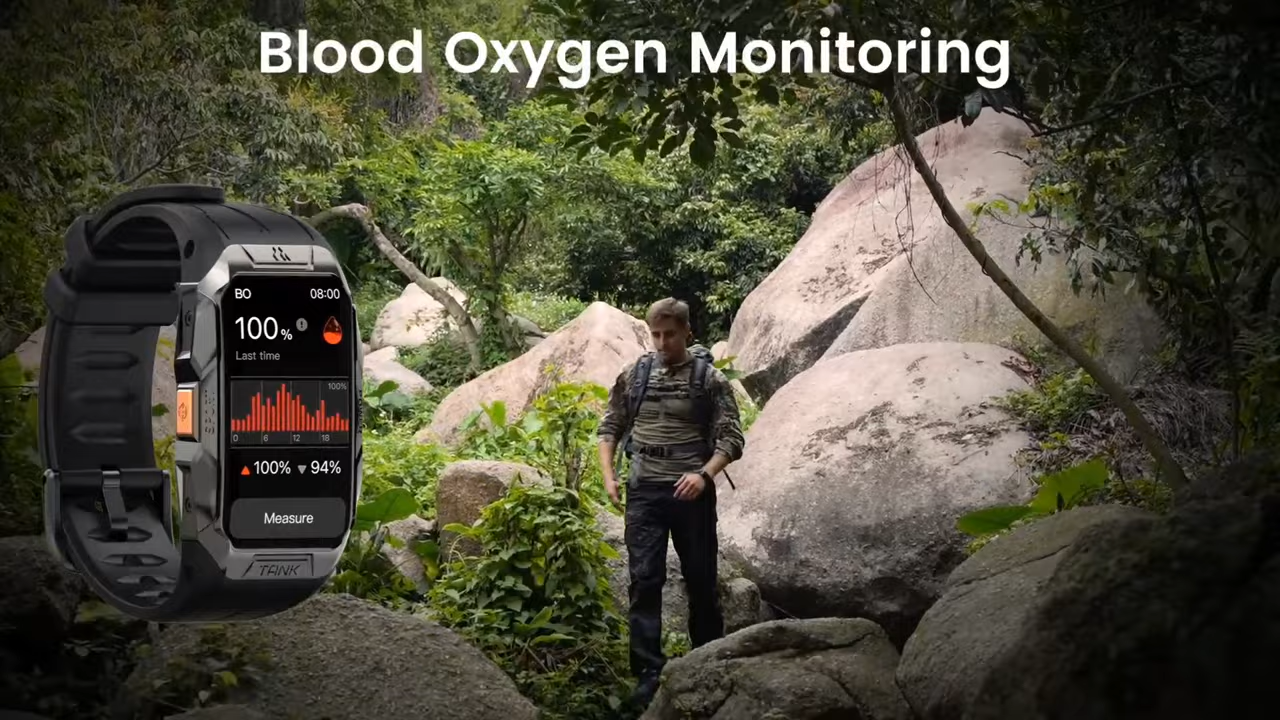 Blood Oxygen Monitoring
BO 08:00
100%
Last time
100%
0 6 12 18
100% 94%
Measure
TANK